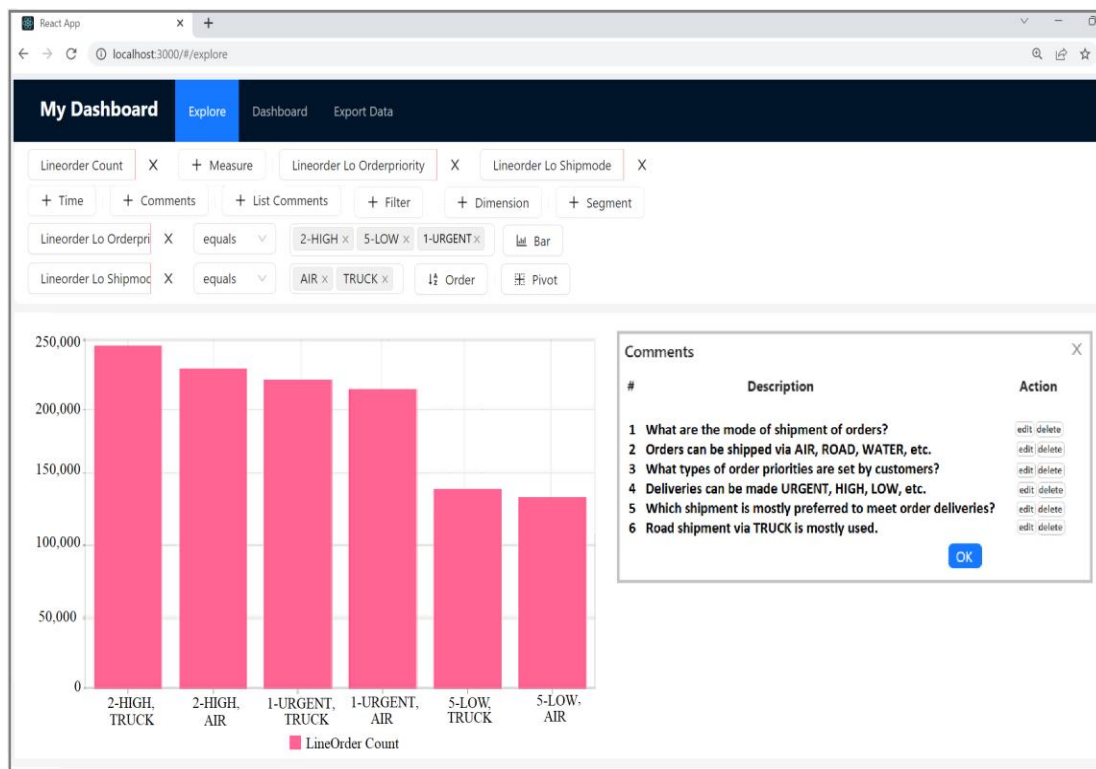 React App X +
localhost:3000/#/explore
My Dashboard Explore Dashboard Export Data
Lineorder Count X + Measure Lineorder Lo Orderpriority X Lineorder Lo Shipmode X
+ Time + Comments + List Comments + Filter + Dimension + Segment
Lineorder Lo Orderpri X equals 2-HIGH × 5-LOW × 1-URGENT × Bar
Lineorder Lo Shipmod X equals AIR × TRUCK × Order Pivot
250,000
200,000
150,000
100,000
50,000
0
2-HIGH, TRUCK
2-HIGH, AIR
1-URGENT, TRUCK
1-URGENT, AIR
5-LOW, TRUCK
5-LOW, AIR
LineOrder Count
Comments X
# Description Action
1 What are the mode of shipment of orders? edit delete
2 Orders can be shipped via AIR, ROAD, WATER, etc. edit delete
3 What types of order priorities are set by customers? edit delete
4 Deliveries can be made URGENT, HIGH, LOW, etc. edit delete
5 Which shipment is mostly preferred to meet order deliveries? edit delete
6 Road shipment via TRUCK is mostly used. edit delete
OK